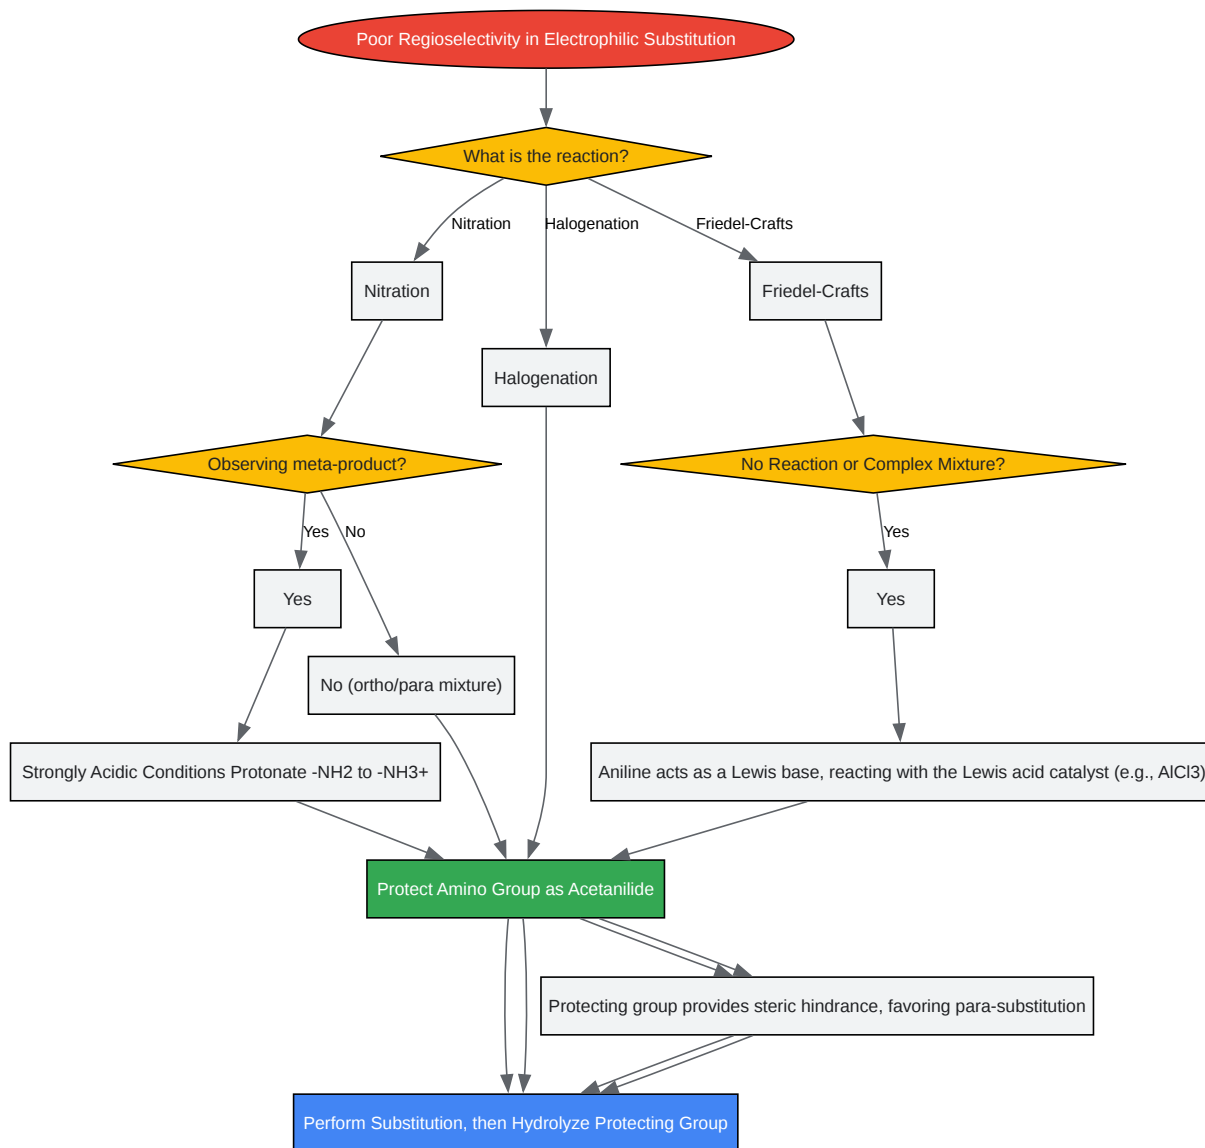 Poor Regioselectivity in Electrophilic Substitution
What is the reaction?
Nitration
Halogenation
Friedel-Crafts
Nitration
Friedel-Crafts
Halogenation
Observing meta-product?
No Reaction or Complex Mixture?
Yes
No
Yes
Yes
Yes
No (ortho/para mixture)
Strongly Acidic Conditions Protonate -NH2 to -NH3+
Aniline acts as a Lewis base, reacting with the Lewis acid catalyst (e.g., AlCl3)
Protect Amino Group as Acetanilide
Protecting group provides steric hindrance, favoring para-substitution
Perform Substitution, then Hydrolyze Protecting Group